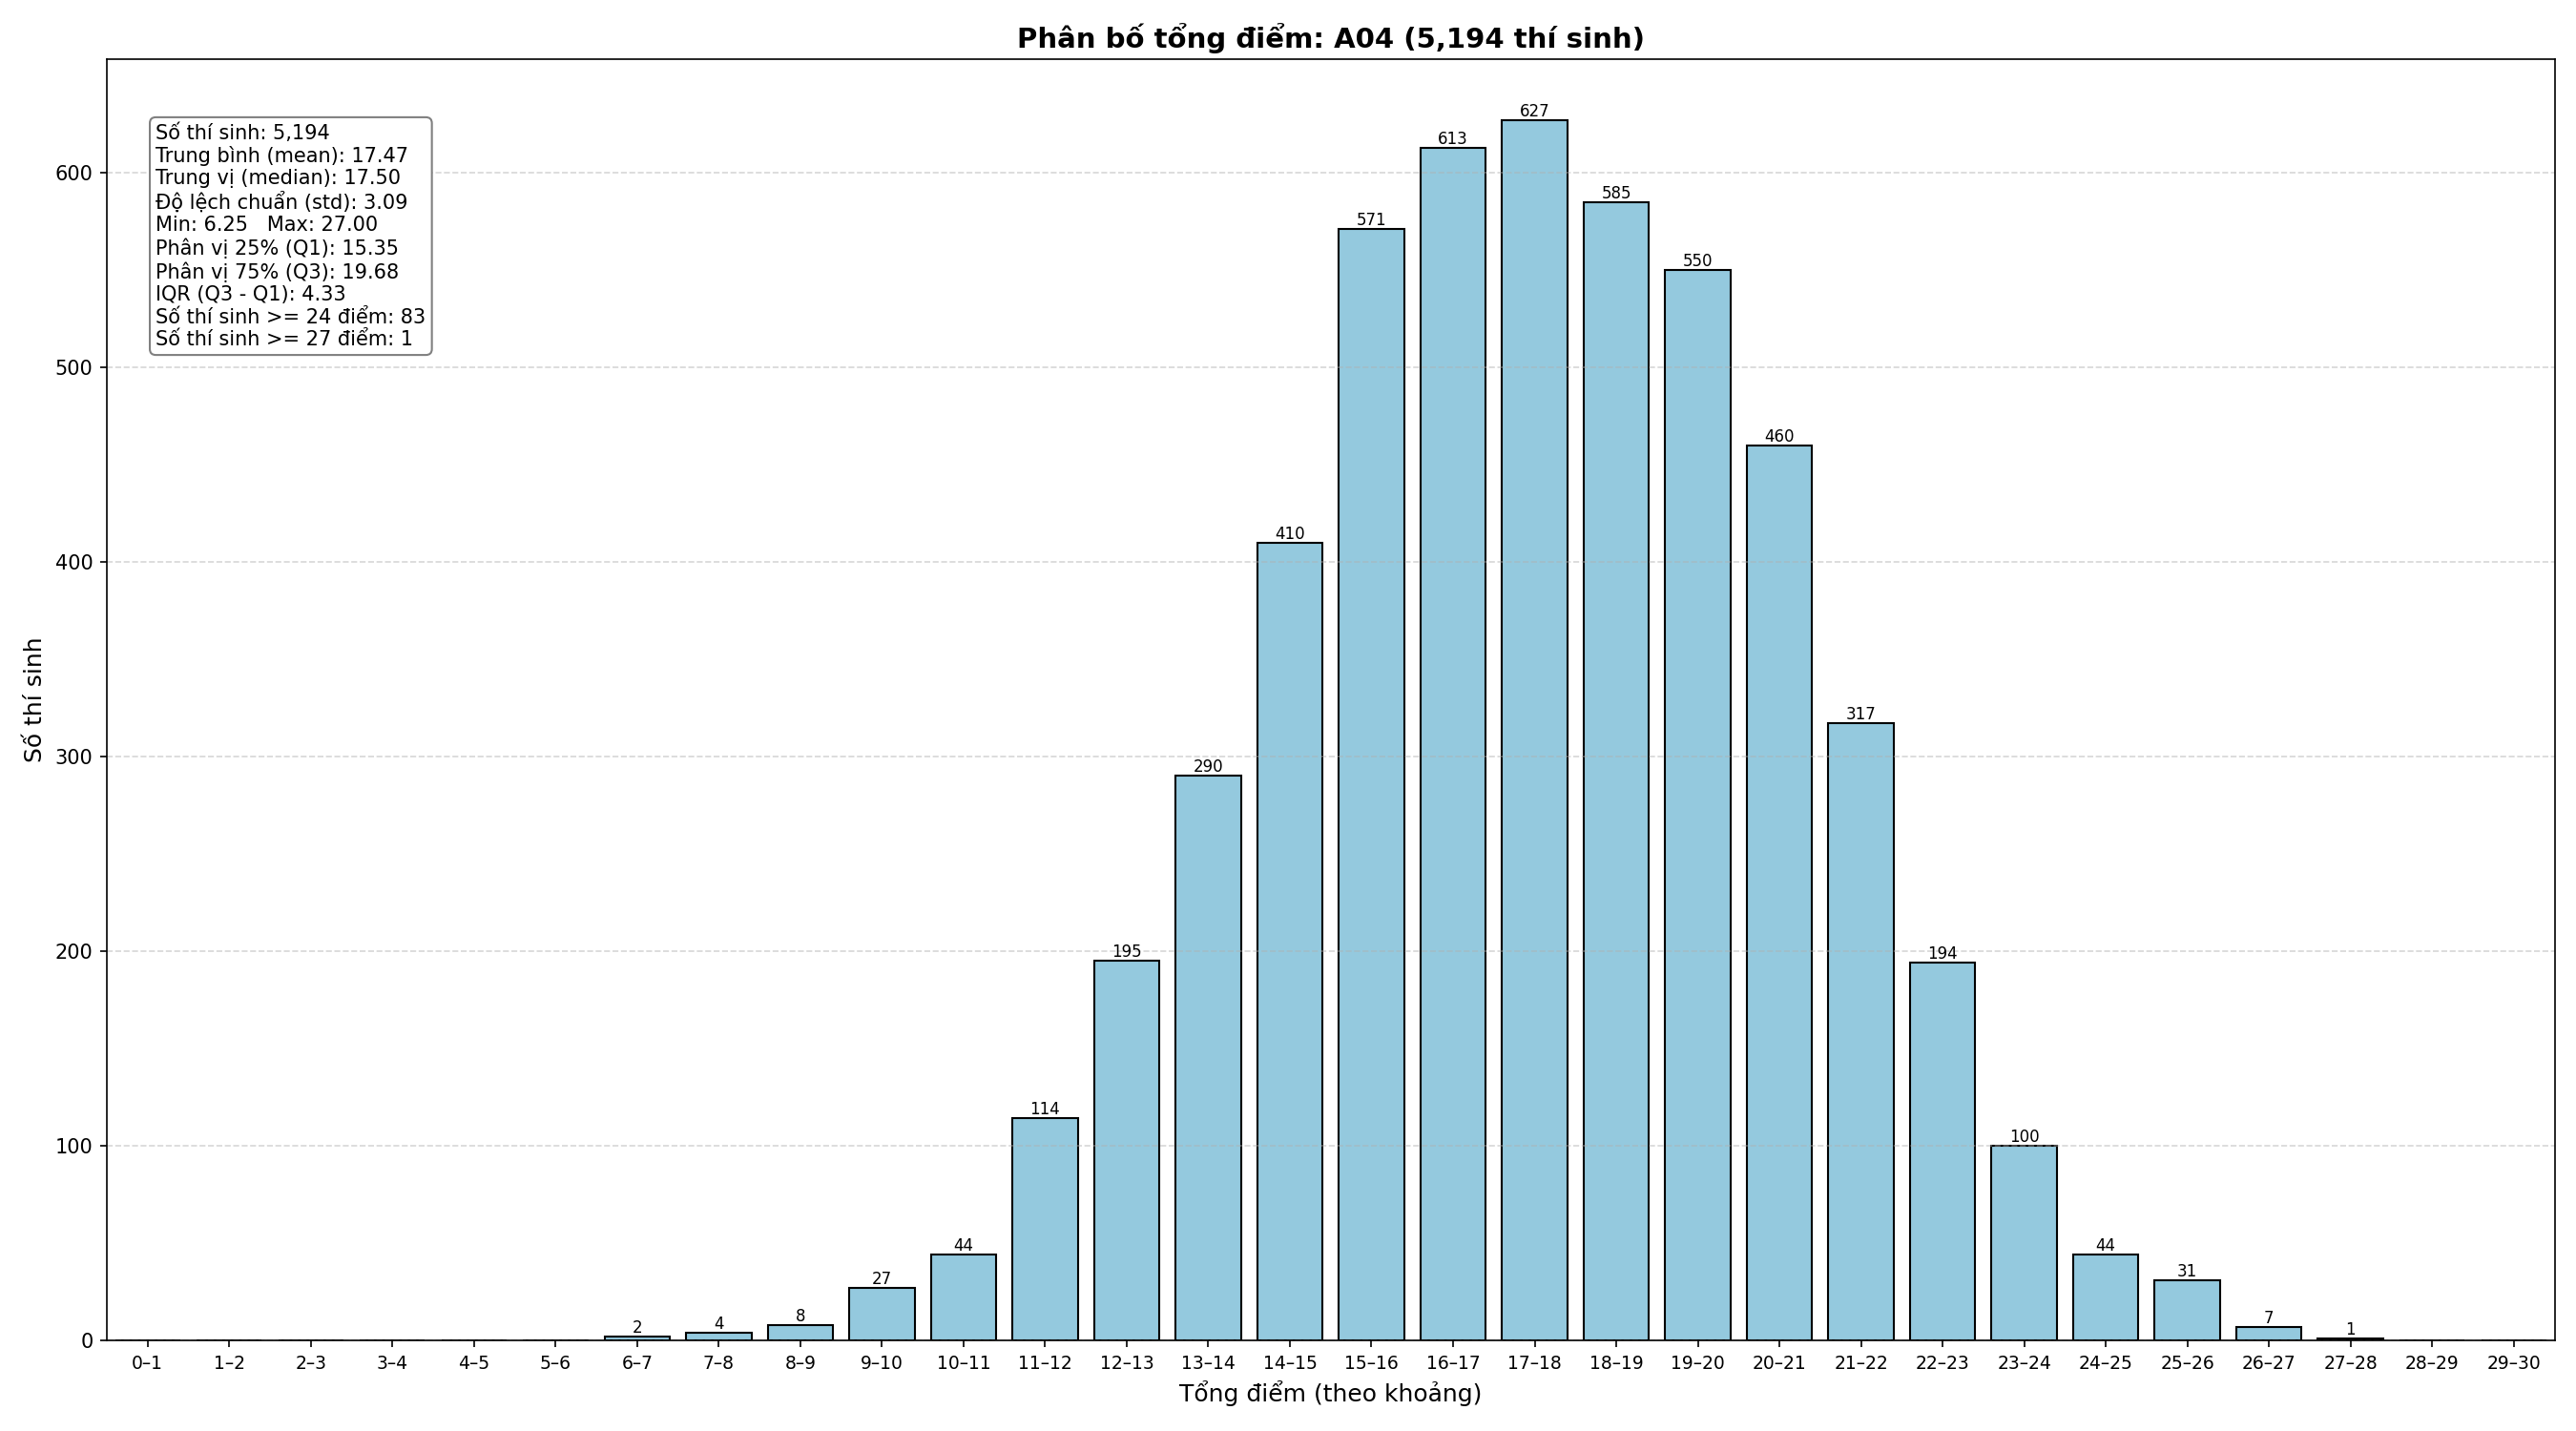 Phân bố tổng điểm: A04 (5,194 thí sinh)
Số thí sinh: 5,194
Trung bình (mean): 17.47
Trung vị (median): 17.50
Độ lệch chuẩn (std): 3.09
Min: 6.25   Max: 27.00
Phân vị 25% (Q1): 15.35
Phân vị 75% (Q3): 19.68
IQR (Q3 - Q1): 4.33
Số thí sinh >= 24 điểm: 83
Số thí sinh >= 27 điểm: 1
Số thí sinh
600
500
400
300
200
100
0
2
4
8
27
44
114
195
290
410
571
613
627
585
550
460
317
194
100
44
31
7
1
0–1 1–2 2–3 3–4 4–5 5–6 6–7 7–8 8–9 9–10 10–11 11–12 12–13 13–14 14–15 15–16 16–17 17–18 18–19 19–20 20–21 21–22 22–23 23–24 24–25 25–26 26–27 27–28 28–29 29–30
Tổng điểm (theo khoảng)